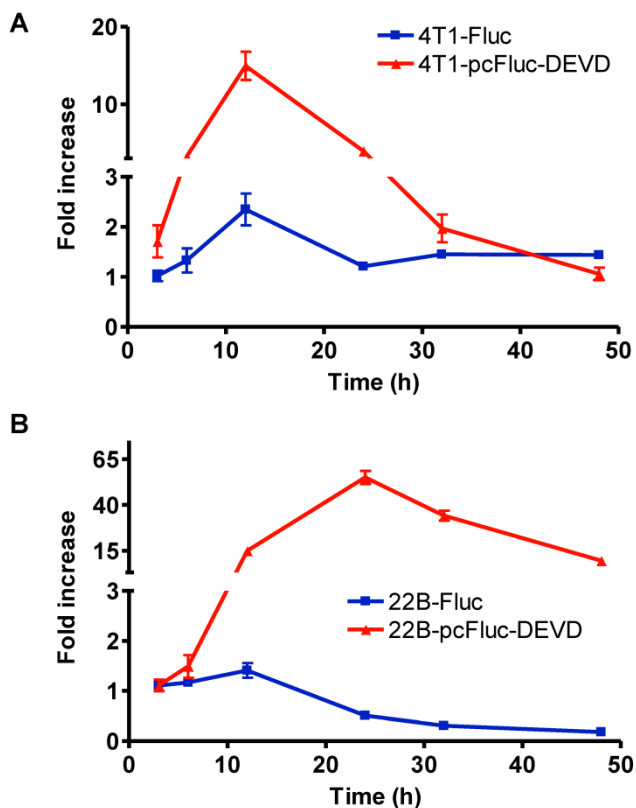 A
4T1-Fluc
4T1-pcFluc-DEVD
Fold increase
20
10
3
2
1
0
0 10 20 30 40 50
Time (h)
B
22B-Fluc
22B-pcFluc-DEVD
Fold increase
65
40
15
3
2
1
0
0 10 20 30 40 50
Time (h)